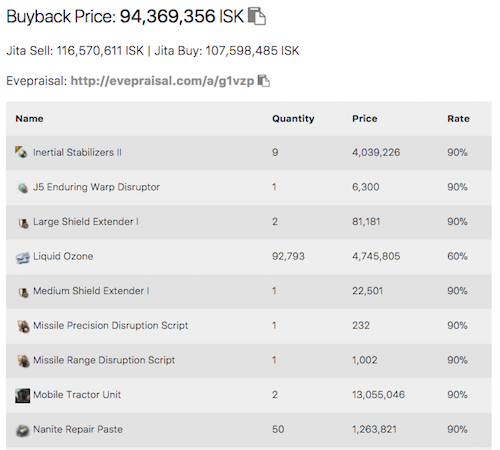 Buyback Price: 94,369,356 ISK
Jita Sell: 116,570,611 ISK | Jita Buy: 107,598,485 ISK
Evepraisal: http://evepraisal.com/a/g1vzp
Name Quantity Price Rate
Inertial Stabilizers II 9 4,039,226 90%
J5 Enduring Warp Disruptor 1 6,300 90%
Large Shield Extender I 2 81,181 90%
Liquid Ozone 92,793 4,745,805 60%
Medium Shield Extender I 1 22,501 90%
Missile Precision Disruption Script 1 232 90%
Missile Range Disruption Script 1 1,002 90%
Mobile Tractor Unit 2 13,055,046 90%
Nanite Repair Paste 50 1,263,821 90%